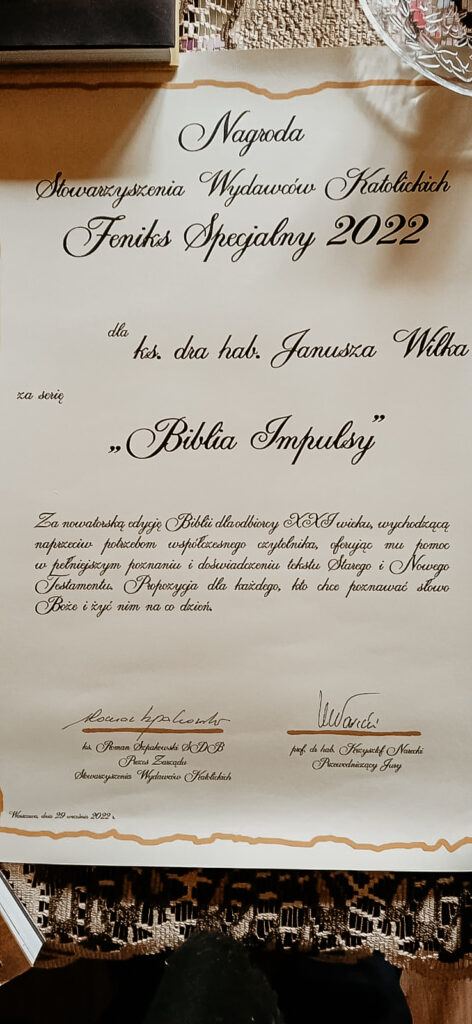 Nagroda
Stowarzyszenia Wydawców Katolickich
Feniks Specjalny 2022
dla
ks. dra hab. Janusza Wilka
za serię
„Biblia Impulsy”
Za nowatorską edycję Biblii dla odbiorcy XXI wieku, wychodzącą
naprzeciw potrzebom współczesnego czytelnika, oferując mu pomoc
w pełniejszym poznaniu i doświadczeniu tekstu Starego i Nowego
Testamentu. Propozycja dla każdego, kto chce poznawać słowo
Boże i żyć nim na co dzień.
ks. Roman Szpakowski SDB
Prezes Zarządu
Stowarzyszenia Wydawców Katolickich
prof. dr hab. Krzysztof Narecki
Przewodniczący Jury
Warszawa, dnia 29 września 2022 r.